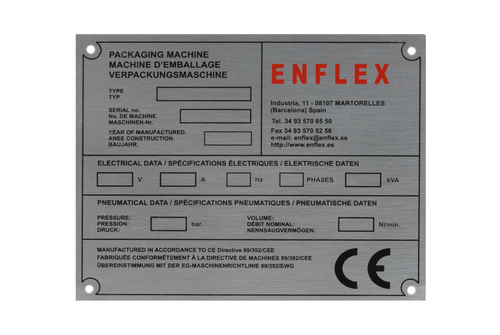 PACKAGING MACHINE
MACHINE D'EMBALLAGE
VERPACKUNGSMASCHINE
TYPE
TYP
SERIAL no.
No. DE MACHINE
MASCHINEN-Nr.
YEAR OF MANUFACTURED.
ANEE CONSTRUCTION.
BAUJAHR.
ENFLEX
Industria, 11 - 08107 MARTORELLES
(Barcelona) Spain
Tel. 34 93 570 65 50
Fax 34 93 570 52 56
e-mail: enflex@enflex.es
http://www.enflex.es
ELECTRICAL DATA / SPÉCIFICATIONS ÉLECTRIQUES / ELEKTRISCHE DATEN
V A Hz PHASES kVA
PNEUMATICAL DATA / SPÉCIFICATIONS PNEUMATIQUES / PNEUMATISCHE DATEN
PRESSURE:
PRESSION:
DRUCK:
bar.
VOLUME:
DÉBIT NOMINAL:
NENNSAUGVERMÖGEN:
Nl/min.
MANUFACTURED IN ACCORDANCE TO CE Directive 89/392/CEE
FABRIQUÉE CONFORMÉTEMENT À LA DIRECTIVE DE MACHINES 89/392/CEE
ÜBEREINSTIMMUNG MIT DER EG-MASCHINENRICHTLINIE 89/392/EWG
CE